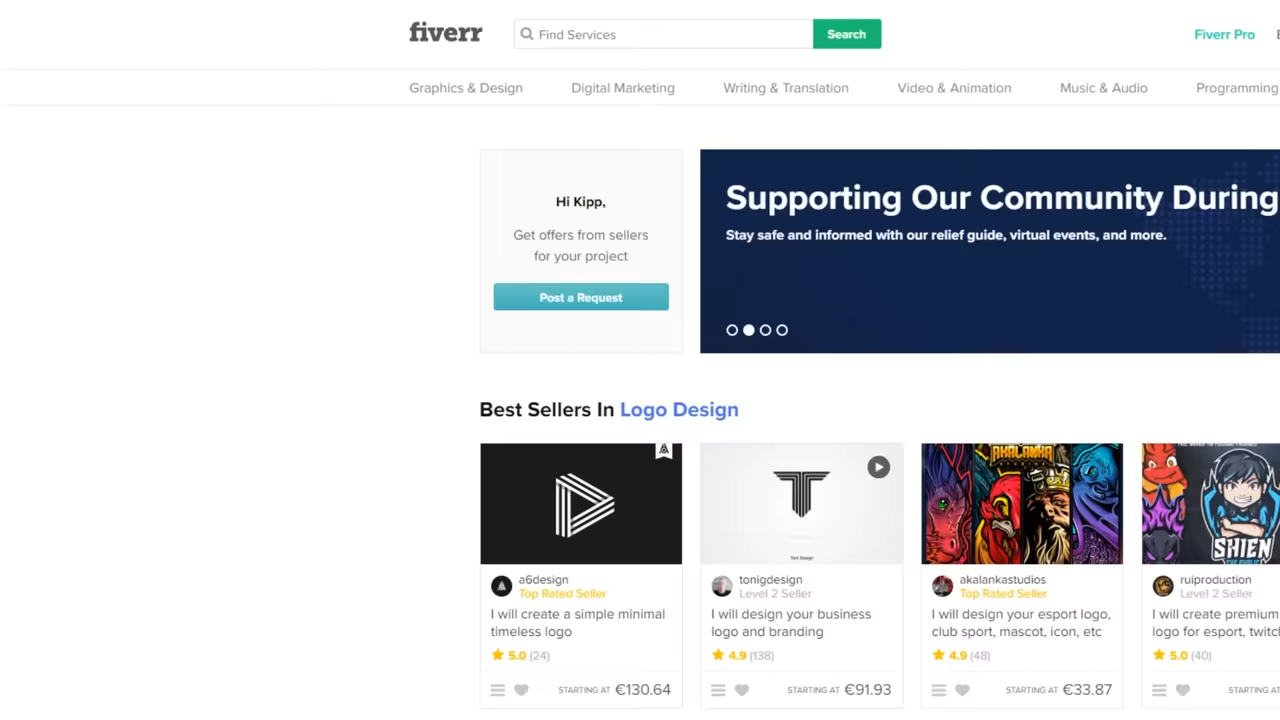 fiverr
Find Services
Search
Fiverr Pro
Graphics & Design
Digital Marketing
Writing & Translation
Video & Animation
Music & Audio
Programming
Hi Kipp,
Get offers from sellers
for your project
Post a Request
Supporting Our Community During
Stay safe and informed with our relief guide, virtual events, and more.
Best Sellers In Logo Design
a6design
Top Rated Seller
I will create a simple minimal
timeless logo
5.0 (24)
STARTING AT €130.64
Toni Design
tonigdesign
Level 2 Seller
I will design your business
logo and branding
4.9 (138)
STARTING AT €91.93
AKALANKA
akalankastudios
Top Rated Seller
I will design your esport logo,
club sport, mascot, icon, etc
4.9 (48)
STARTING AT €33.87
SHIEN
ruiproduction
Level 2 Seller
I will create premium
logo for esport, twitch
5.0 (40)
STARTING AT